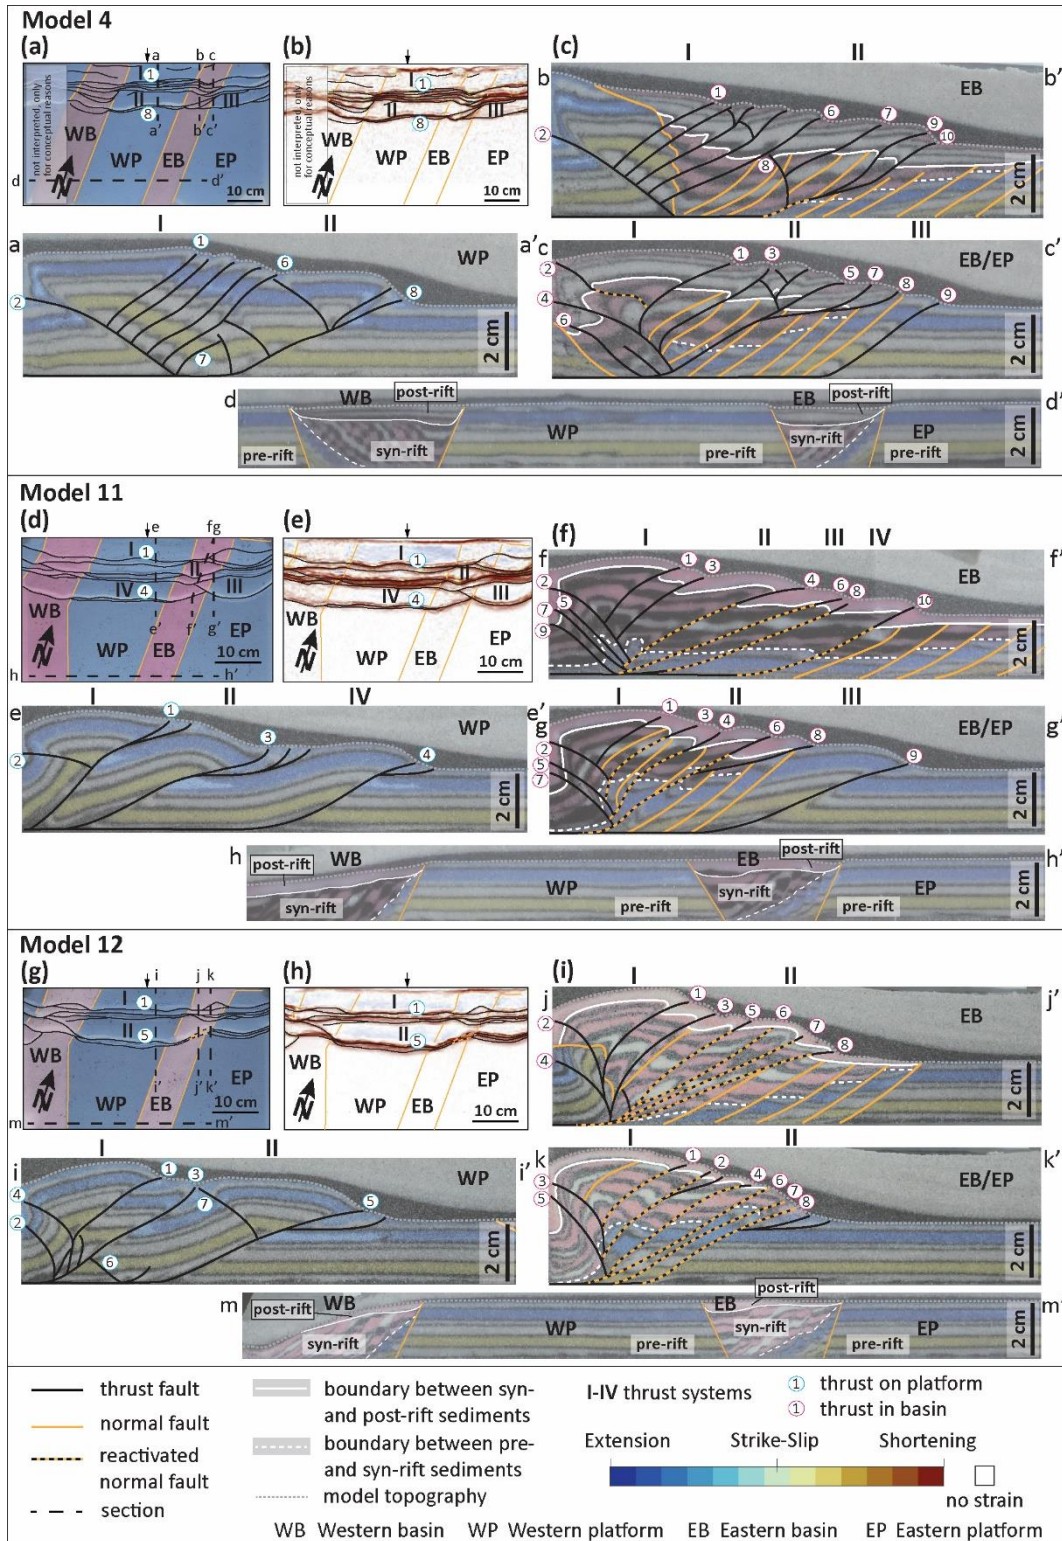 Model 4
(a)
a
b
c
not interpreted, only
for conceptual reasons
I
1
II
8
III
a'
b'
c'
WB
WP
EB
EP
N
d
d'
10 cm
(b)
not interpreted, only
for conceptual reasons
I
1
II
8
III
WB
WP
EB
EP
N
10 cm
(c)
I
II
b
b'
EB
1
2
6
7
8
9
10
2 cm
I
II
a
a'
WP
1
2
6
7
8
2 cm
I
II
III
c
c'
EB/EP
1
2
3
4
5
6
7
8
9
2 cm
d
d'
WB
post-rift
EB
post-rift
WP
EP
pre-rift
syn-rift
pre-rift
syn-rift
pre-rift
2 cm
Model 11
(d)
e
f
g
I
1
II
IV
4
III
WB
WP
EB
EP
N
e'
f'
g'
h
h'
10 cm
(e)
I
1
II
IV
4
III
WB
WP
EB
EP
N
10 cm
(f)
I
II
III
IV
f
f'
EB
1
2
3
4
5
6
7
8
9
10
2 cm
I
II
IV
e
e'
WP
1
2
3
4
2 cm
I
II
III
g
g'
EB/EP
1
2
3
4
5
6
7
8
9
2 cm
h
h'
WB
post-rift
EB
post-rift
syn-rift
WP
pre-rift
syn-rift
pre-rift
EP
2 cm
Model 12
(g)
i
j
k
I
1
II
5
WB
WP
EB
EP
N
i'
j'
k'
m
m'
10 cm
(h)
I
1
II
5
WB
WP
EB
EP
N
10 cm
(i)
I
II
j
j'
EB
1
2
3
4
5
6
7
8
2 cm
I
II
i
i'
WP
1
2
3
4
5
6
7
2 cm
I
II
k
k'
EB/EP
1
2
3
4
5
6
7
8
2 cm
m
m'
post-rift
WB
EB
post-rift
syn-rift
WP
pre-rift
syn-rift
pre-rift
EP
2 cm
thrust fault
normal fault
reactivated
normal fault
section
boundary between syn-
and post-rift sediments
boundary between pre-
and syn-rift sediments
model topography
I-IV thrust systems
1 thrust on platform
1 thrust in basin
Extension Strike-Slip Shortening
no strain
WB Western basin WP Western platform EB Eastern basin EP Eastern platform